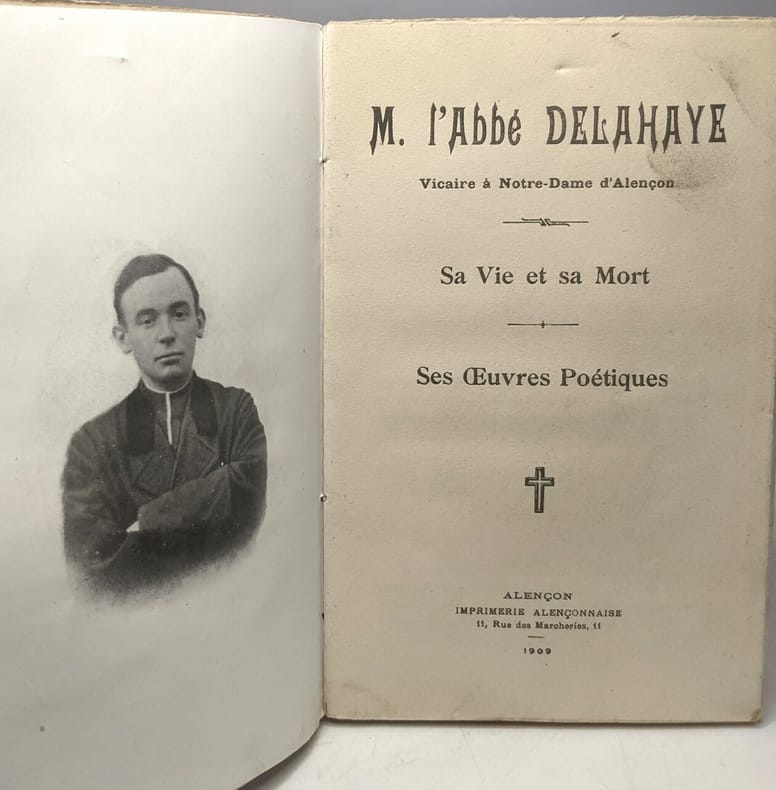 M. l'Abbé DELAHAYE
Vicaire à Notre-Dame d'Alençon
Sa Vie et sa Mort
Ses Œuvres Poétiques
ALENÇON
IMPRIMERIE ALENÇONNAISE
11, Rue des Marcheries, 11
1909